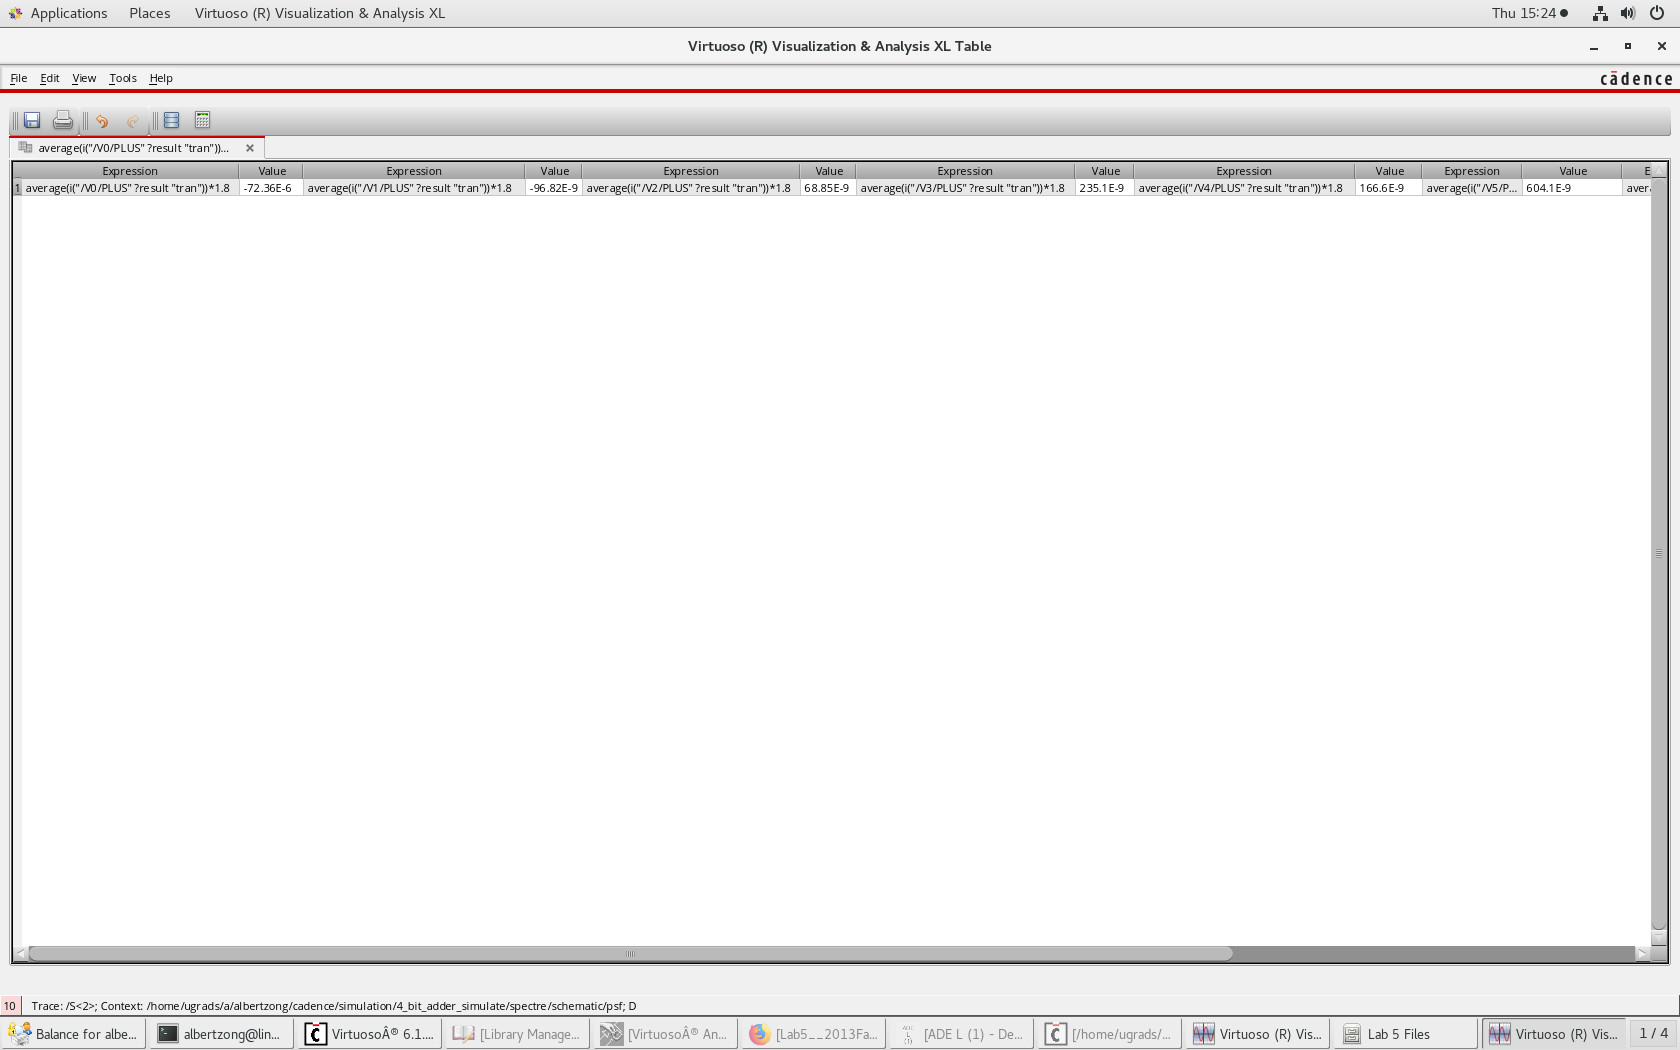 Applications Places Virtuoso (R) Visualization & Analysis XL Thu 15:24
Virtuoso (R) Visualization & Analysis XL Table
File Edit View Tools Help cādence
average(i("/V0/PLUS" ?result "tran"))...
Expression Value Expression Value Expression Value Expression Value Expression Value Expression Value E
1 average(i("/V0/PLUS" ?result "tran"))*1.8 -72.36E-6 average(i("/V1/PLUS" ?result "tran"))*1.8 -96.82E-9 average(i("/V2/PLUS" ?result "tran"))*1.8 68.85E-9 average(i("/V3/PLUS" ?result "tran"))*1.8 235.1E-9 average(i("/V4/PLUS" ?result "tran"))*1.8 166.6E-9 average(i("/V5/P... 604.1E-9 avera
10 Trace: /S<2>; Context: /home/ugrads/a/albertzong/cadence/simulation/4_bit_adder_simulate/spectre/schematic/psf; D
Balance for albe... albertzong@lin... VirtuosoÂ® 6.1.... [Library Manage... [VirtuosoÂ® An... [Lab5__2013Fa... [ADE L (1) - De... [/home/ugrads/... Virtuoso (R) Vis... Lab 5 Files Virtuoso (R) Vis... 1 / 4